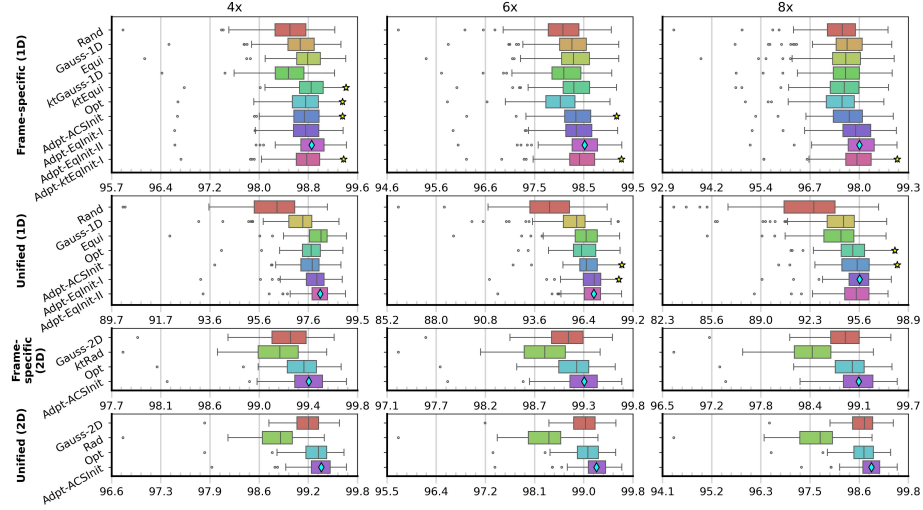 4x 6x 8x
Frame-specific (1D)
Rand
Gauss-1D
Equi
ktGauss-1D
ktEqui
Opt
Adpt-ACSInit
Adpt-EqInit-I
Adpt-EqInit-II
Adpt-ktEqInit-I
95.7 96.4 97.2 98.0 98.8 99.6
94.6 95.6 96.6 97.5 98.5 99.5
92.9 94.2 95.4 96.7 98.0 99.3
Unified (1D)
Rand
Gauss-1D
Equi
Opt
Adpt-ACSInit
Adpt-EqInit-I
Adpt-EqInit-II
89.7 91.7 93.6 95.6 97.5 99.5
85.2 88.0 90.8 93.6 96.4 99.2
82.3 85.6 89.0 92.3 95.6 98.9
Frame-
specific
(2D)
Gauss-2D
ktRad
Opt
Adpt-ACSInit
97.7 98.1 98.6 99.0 99.4 99.8
97.1 97.7 98.2 98.7 99.3 99.8
96.5 97.2 97.8 98.4 99.1 99.7
Unified (2D)
Gauss-2D
Rad
Opt
Adpt-ACSInit
96.6 97.3 97.9 98.6 99.2 99.8
95.5 96.4 97.2 98.1 99.0 99.8
94.1 95.2 96.3 97.5 98.6 99.8